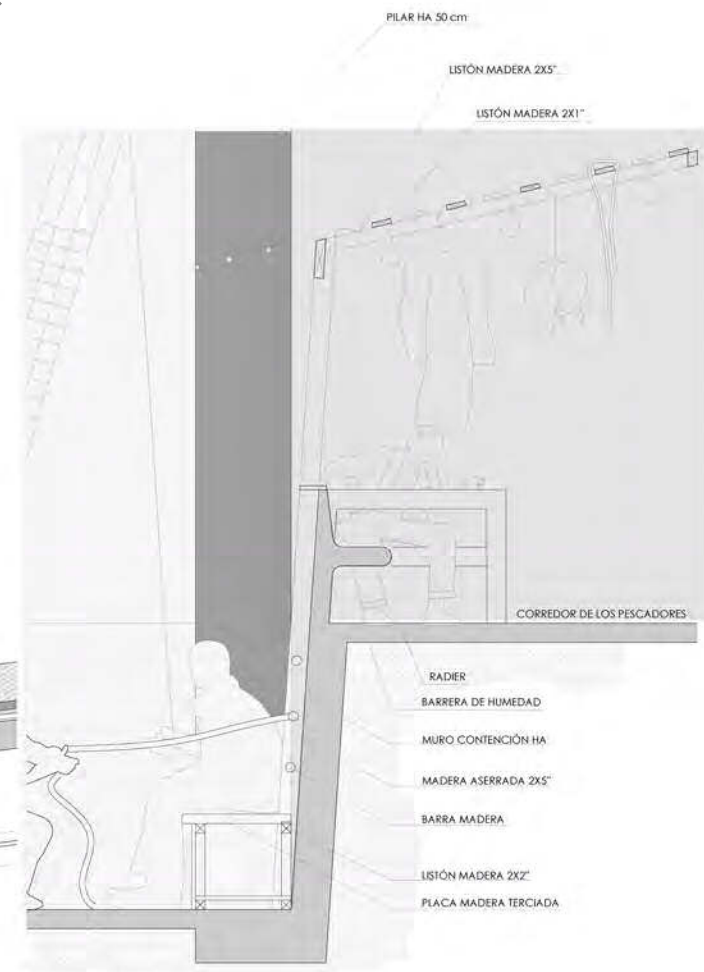 PILAR HA 50 cm
LISTÓN MADERA 2X5"
LISTÓN MADERA 2X1"
CORREDOR DE LOS PESCADORES
RADIER
BARRERA DE HUMEDAD
MURO CONTENCIÓN HA
MADERA ASERRADA 2X5"
BARRA MADERA
LISTÓN MADERA 2X2"
PLACA MADERA TERCIADA